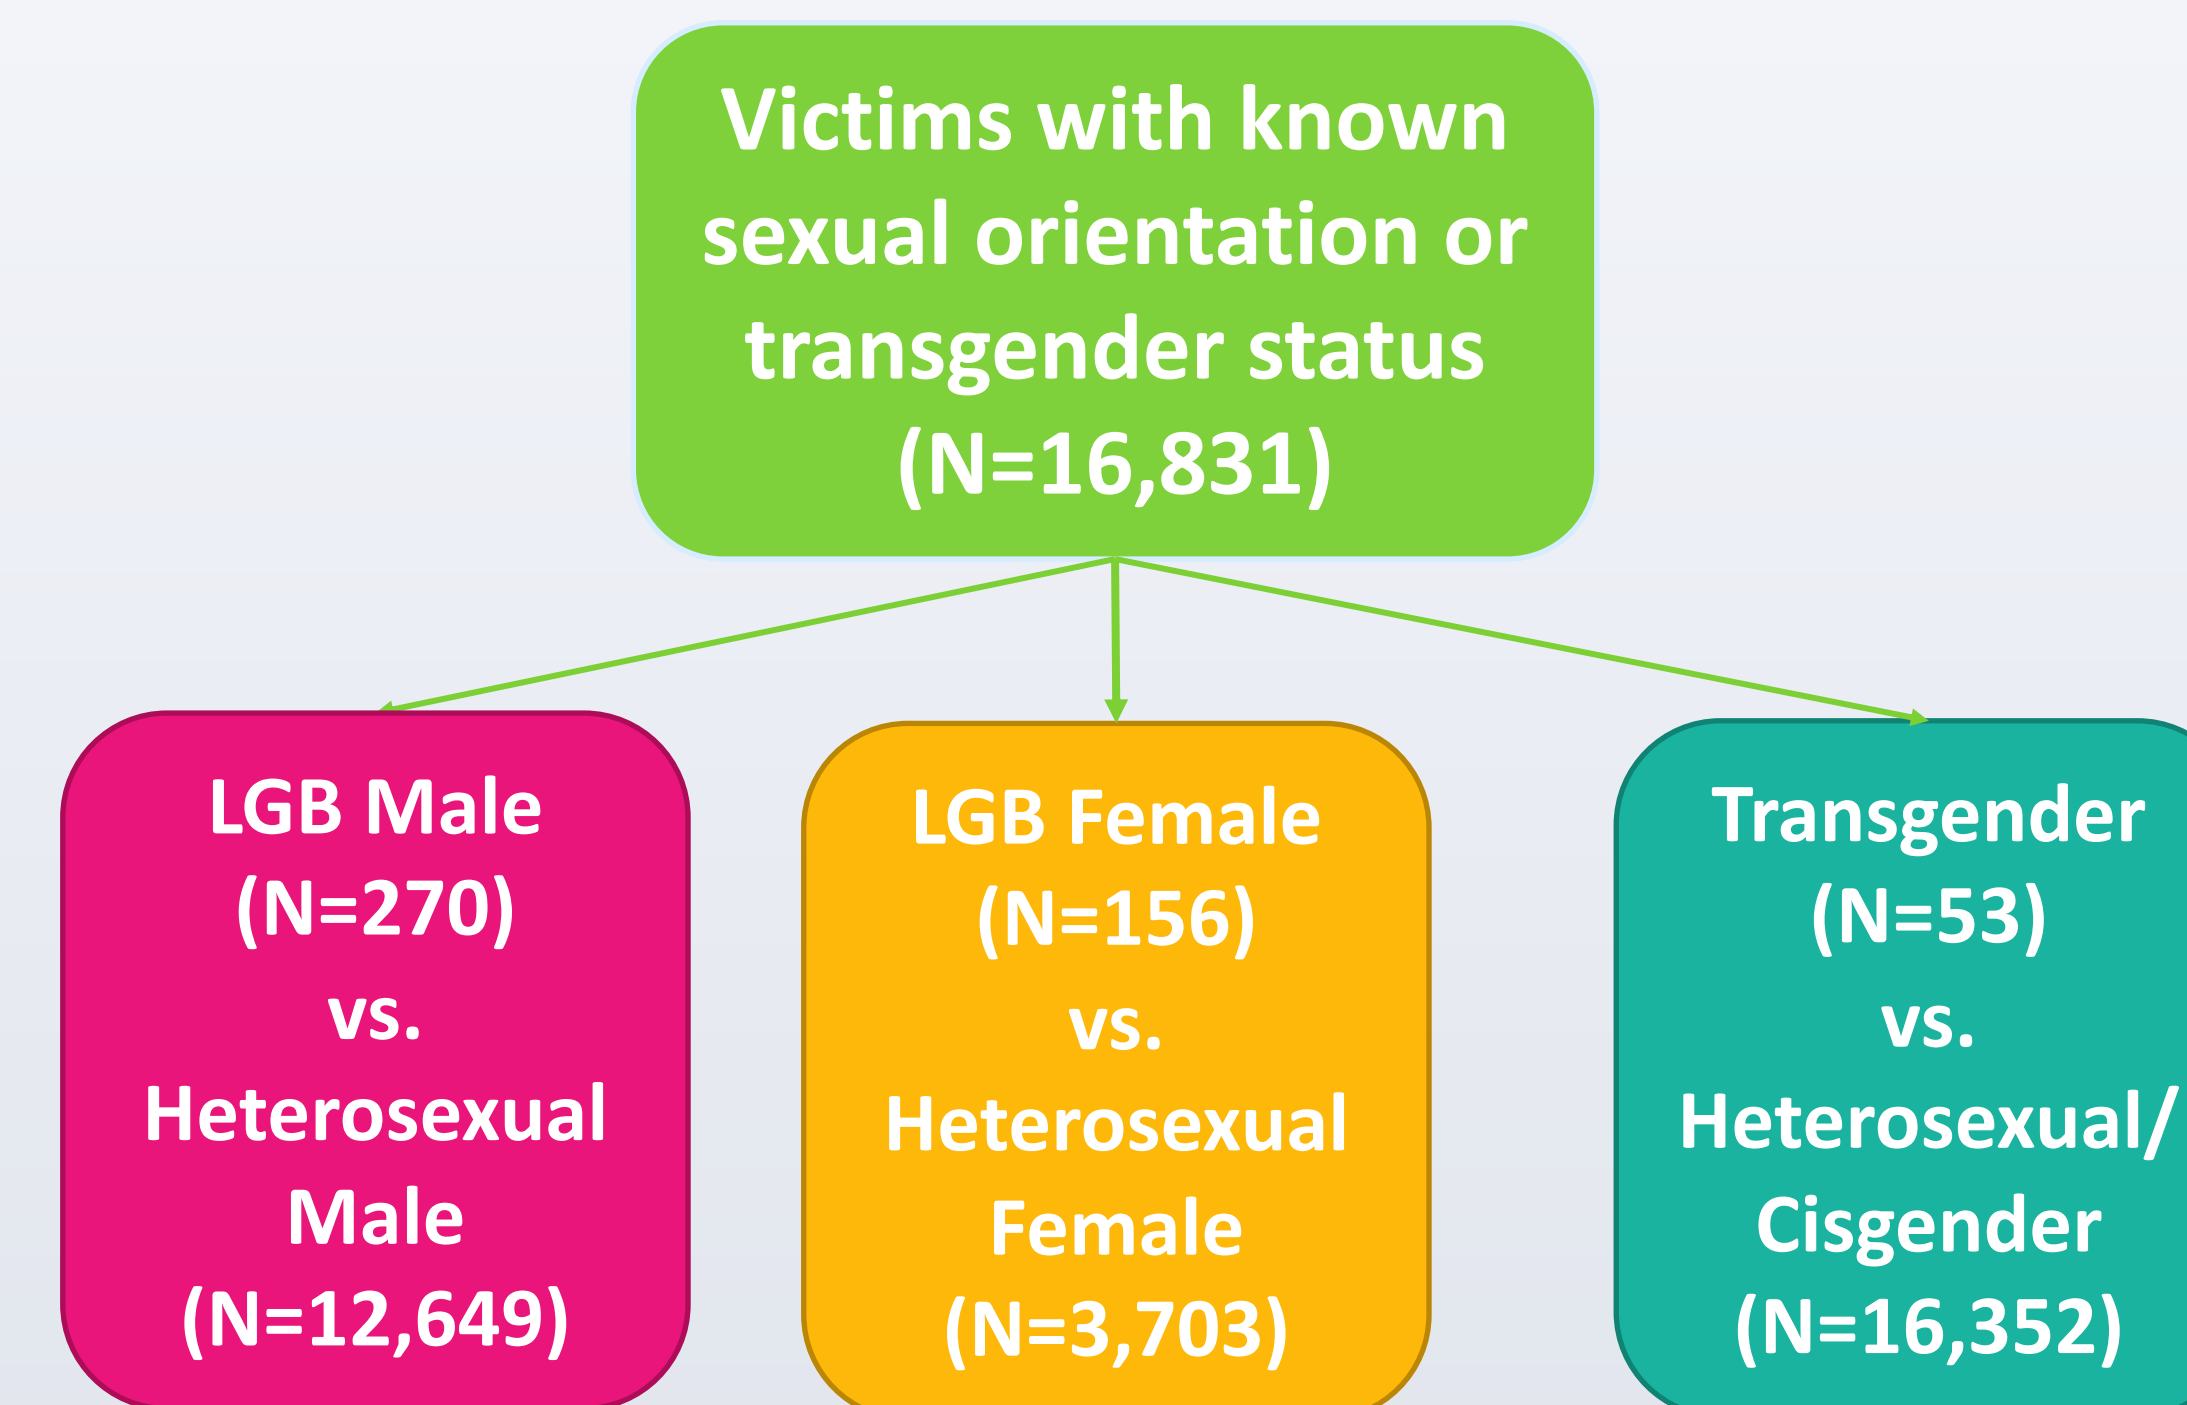 Victims with known
sexual orientation or
transgender status
(N=16,831)
LGB Male
(N=270)
vs.
Heterosexual
Male
(N=12,649)
LGB Female
(N=156)
vs.
Heterosexual
Female
(N=3,703)
Transgender
(N=53)
vs.
Heterosexual/
Cisgender
(N=16,352)